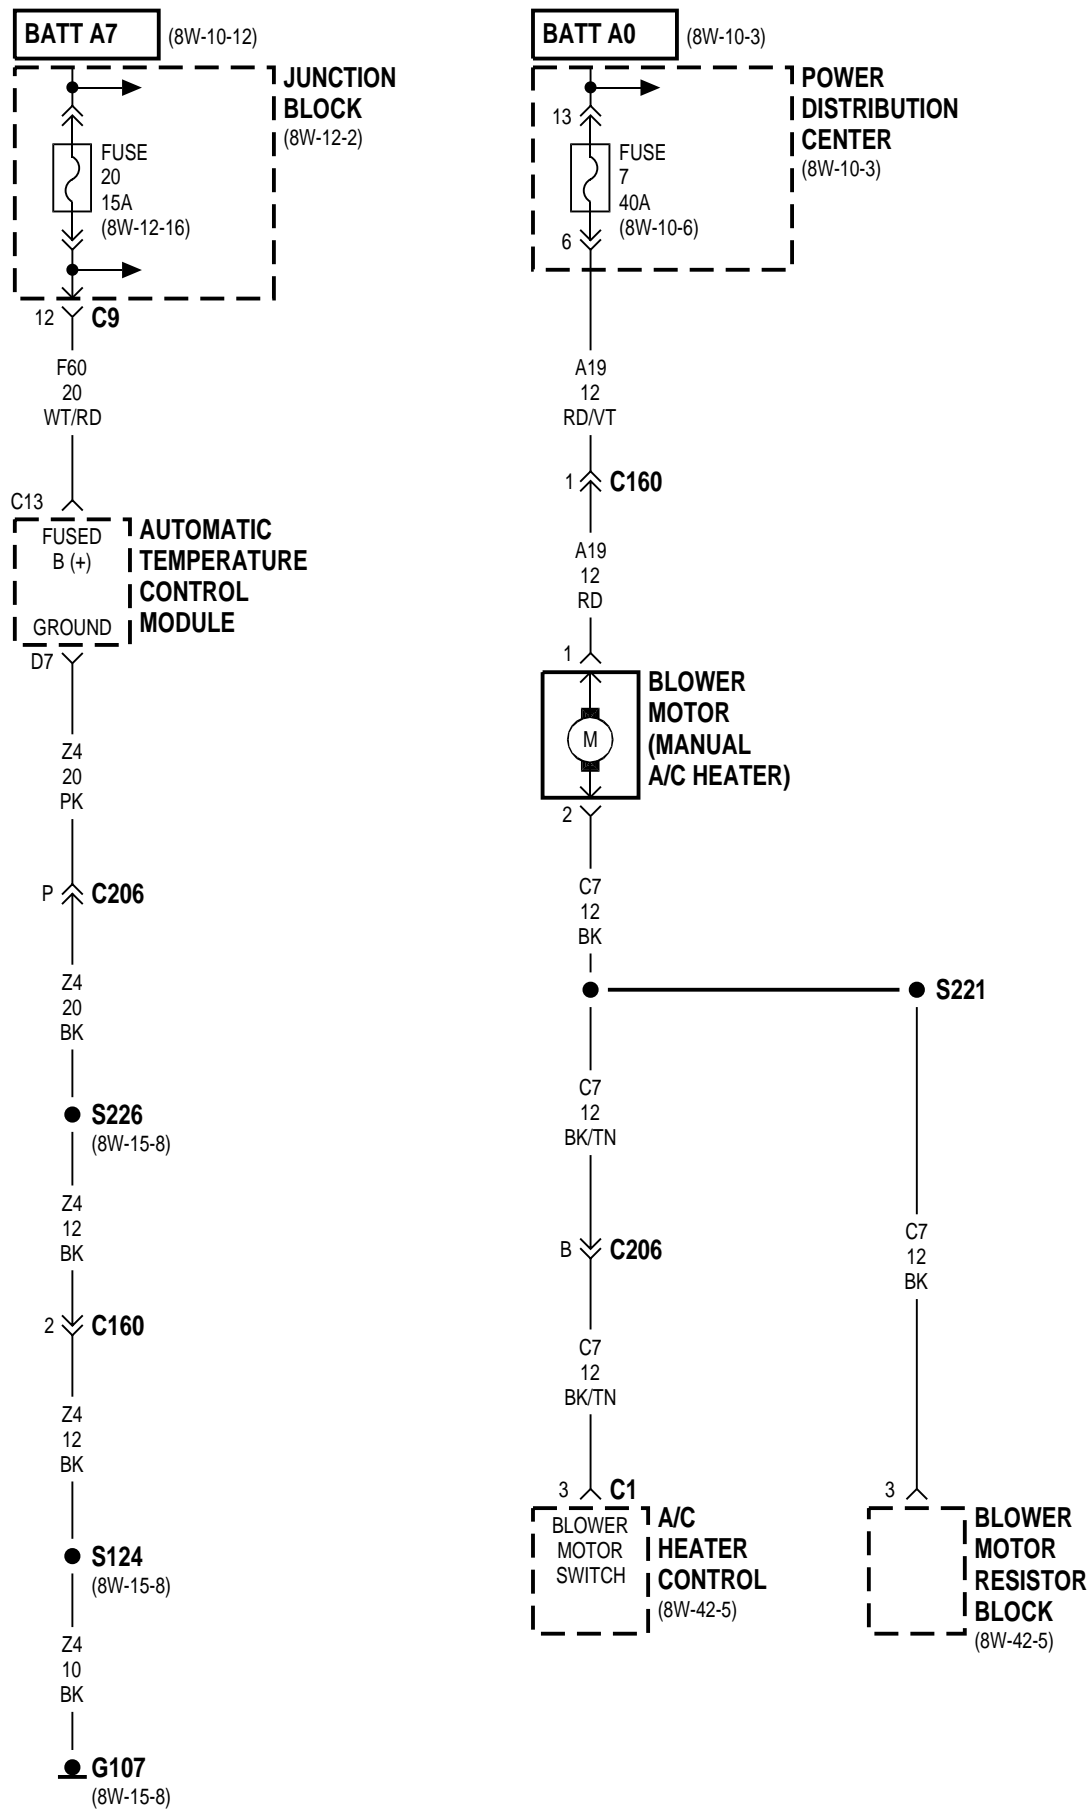 BATT A7 (8W-10-12)
JUNCTION
BLOCK
(8W-12-2)
FUSE
20
15A
(8W-12-16)
12 C9
F60
20
WT/RD
C13
FUSED
B (+)
GROUND
AUTOMATIC
TEMPERATURE
CONTROL
MODULE
D7
Z4
20
PK
P C206
Z4
20
BK
S226
(8W-15-8)
Z4
12
BK
2 C160
Z4
12
BK
S124
(8W-15-8)
Z4
10
BK
G107
(8W-15-8)
BATT A0 (8W-10-3)
POWER
DISTRIBUTION
CENTER
(8W-10-3)
13
FUSE
7
40A
(8W-10-6)
6
A19
12
RD/VT
1 C160
A19
12
RD
1
M
BLOWER
MOTOR
(MANUAL
A/C HEATER)
2
C7
12
BK
S221
C7
12
BK/TN
B C206
C7
12
BK/TN
3 C1
BLOWER
MOTOR
SWITCH
A/C
HEATER
CONTROL
(8W-42-5)
C7
12
BK
3
BLOWER
MOTOR
RESISTOR
BLOCK
(8W-42-5)